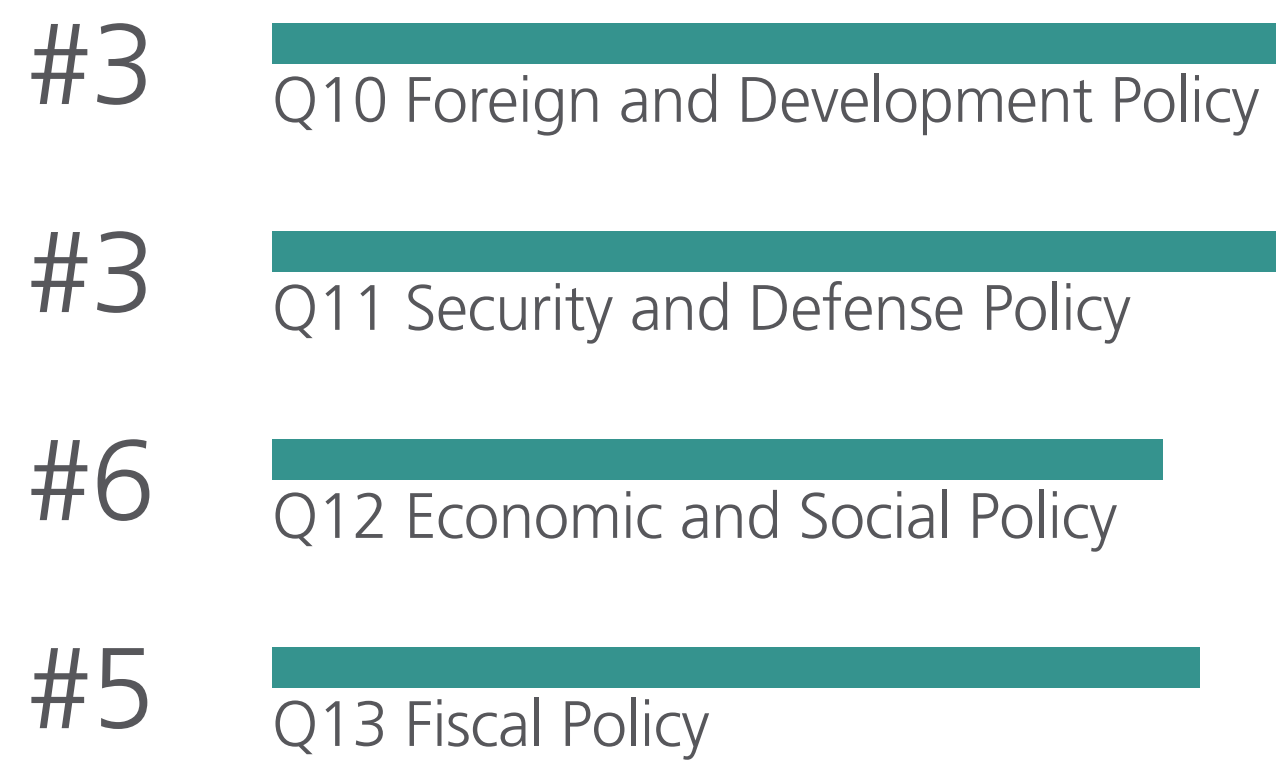 #3
Q10 Foreign and Development Policy
#3
Q11 Security and Defense Policy
#6
Q12 Economic and Social Policy
#5
Q13 Fiscal Policy